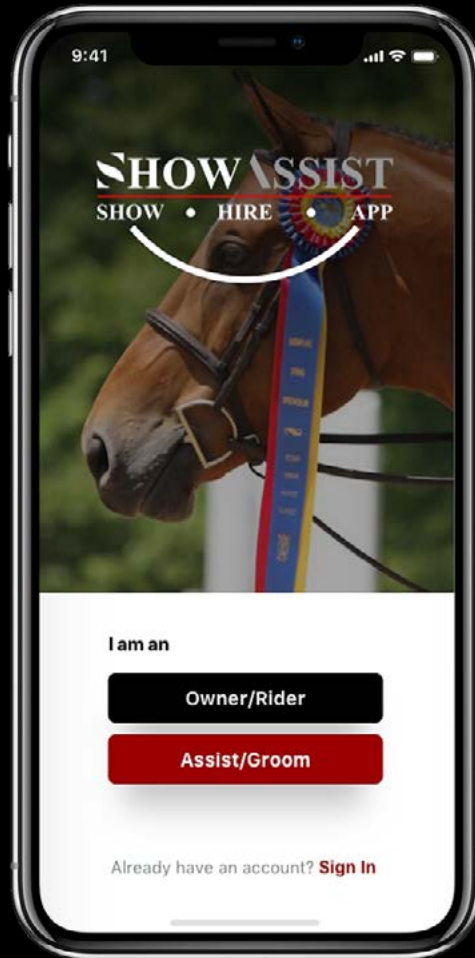 9:41
SHOWASSIST
SHOW • HIRE • APP
I am an
Owner/Rider
Assist/Groom
Already have an account? Sign In